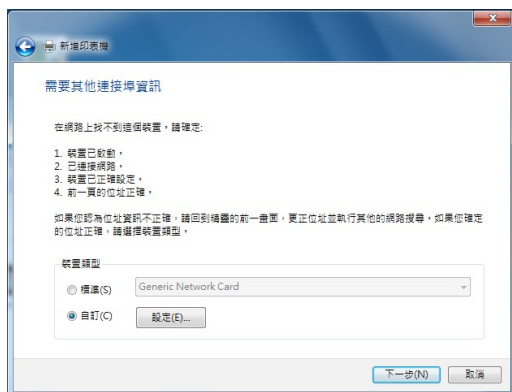 新增印表機
需要其他連接埠資訊
在網路上找不到這個裝置，請確定:
1. 裝置已啟動。
2. 已連接網路。
3. 裝置已正確設定。
4. 前一頁的位址正確。
如果您認為位址資訊不正確，請回到精靈的前一畫面，更正位址並執行其他的網路搜尋。如果您確定
的位址正確，請選擇裝置類型。
裝置類型
標準(S) Generic Network Card
自訂(C) 設定(E)...
下一步(N) 取消